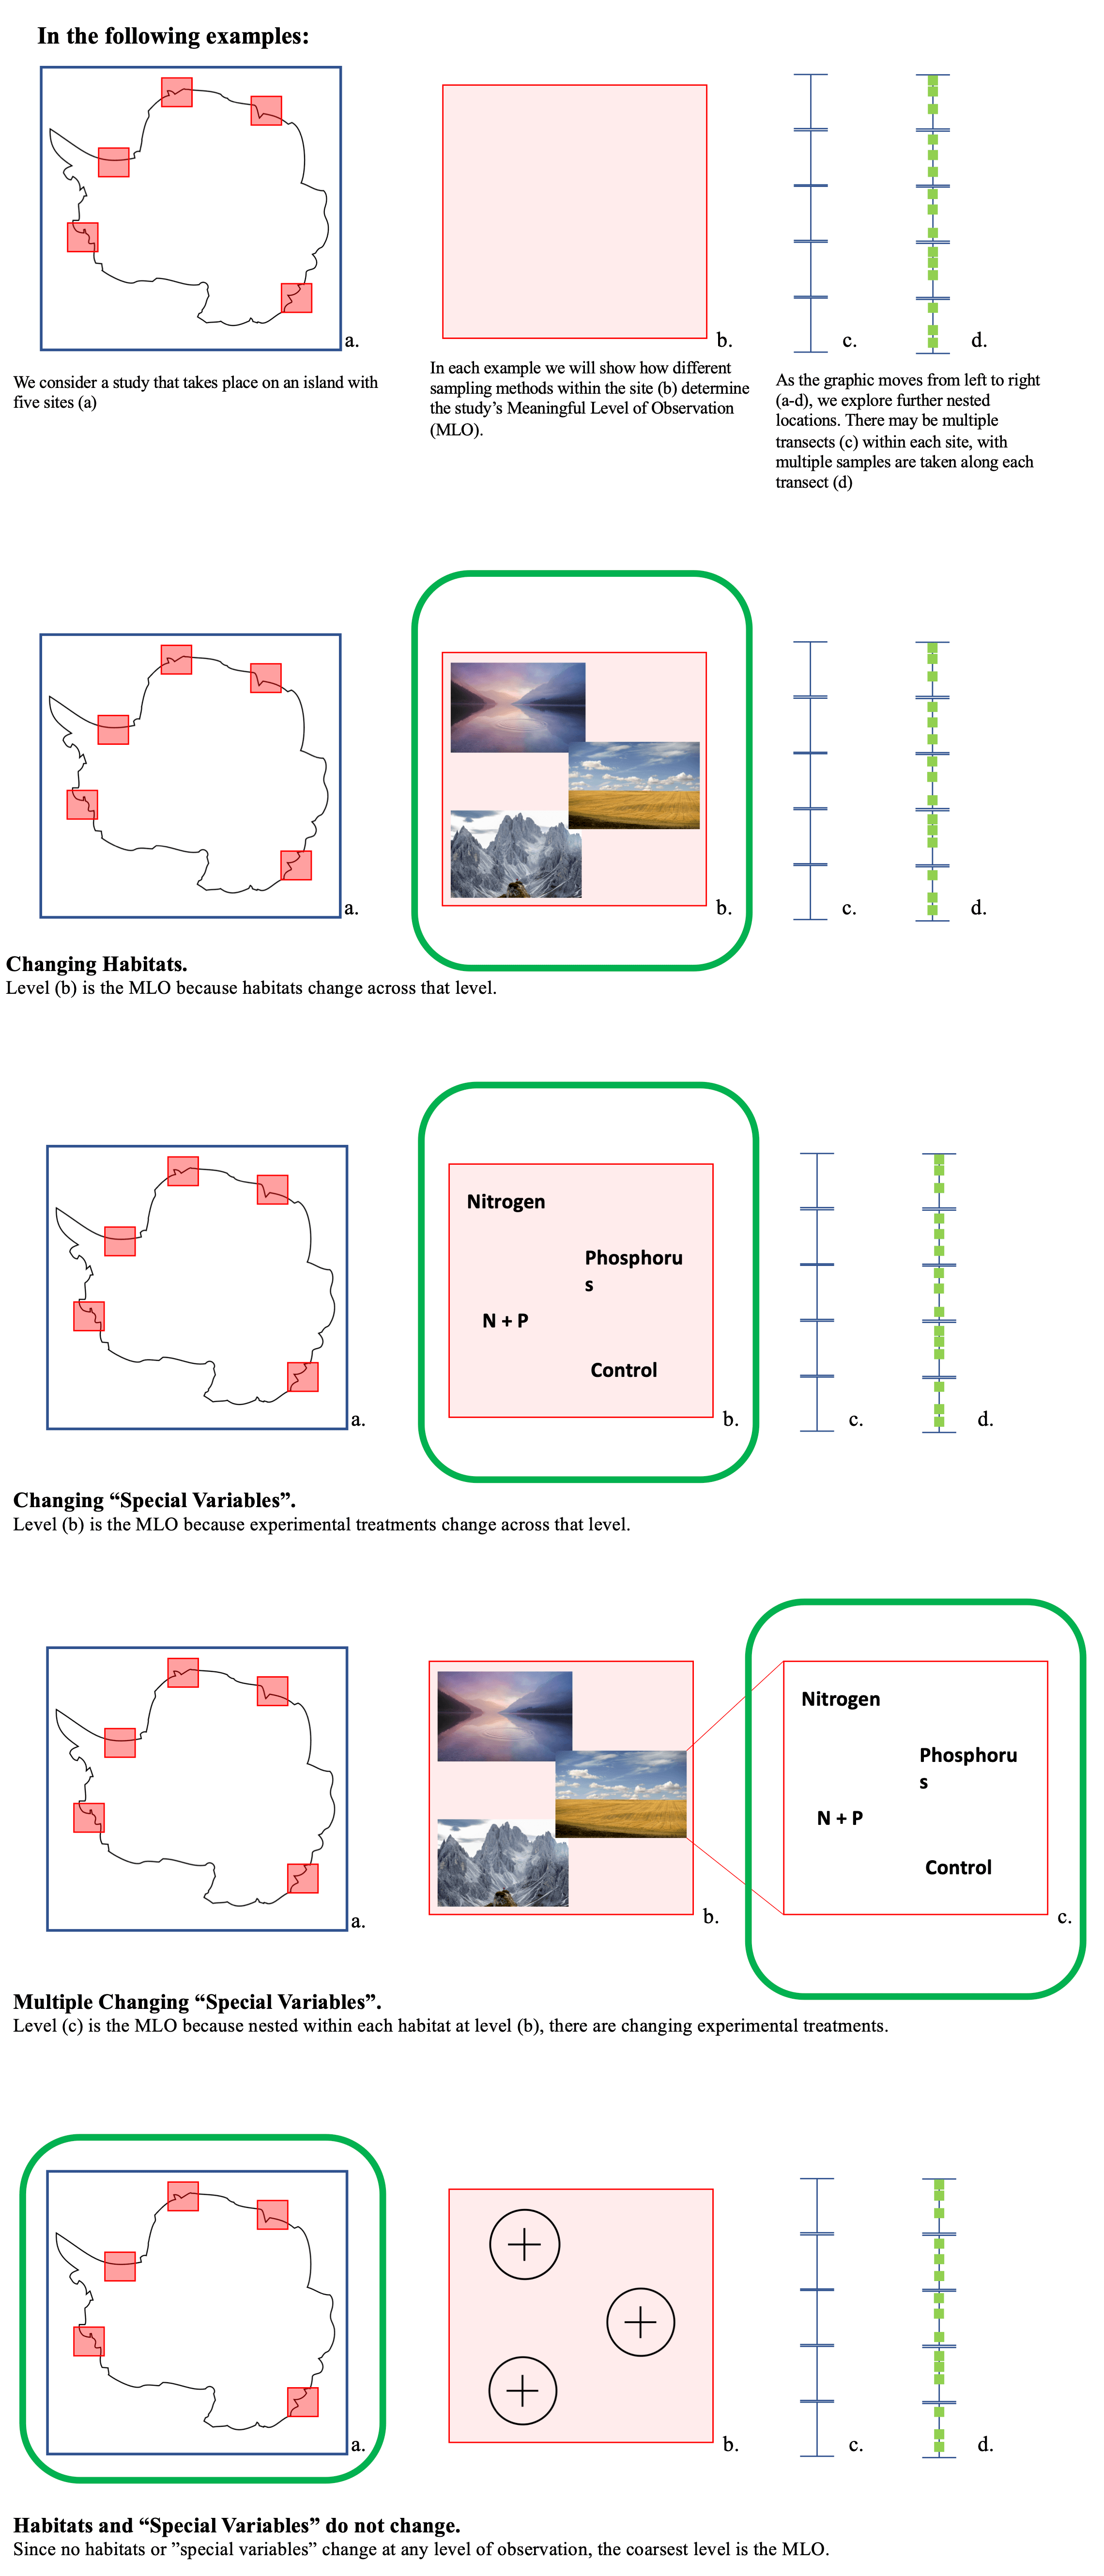 In the following examples:
a.
b.
c.
d.
We consider a study that takes place on an island with
five sites (a)
In each example we will show how different
sampling methods within the site (b) determine
the study’s Meaningful Level of Observation
(MLO).
As the graphic moves from left to right
(a-d), we explore further nested
locations. There may be multiple
transects (c) within each site, with
multiple samples are taken along each
transect (d)
a.
b.
c.
d.
Changing Habitats.
Level (b) is the MLO because habitats change across that level.
Nitrogen
Phosphoru
s
N + P
Control
a.
b.
c.
d.
Changing “Special Variables”.
Level (b) is the MLO because experimental treatments change across that level.
Nitrogen
Phosphoru
s
N + P
Control
a.
b.
c.
Multiple Changing “Special Variables”.
Level (c) is the MLO because nested within each habitat at level (b), there are changing experimental treatments.
a.
b.
c.
d.
Habitats and “Special Variables” do not change.
Since no habitats or ”special variables” change at any level of observation, the coarsest level is the MLO.